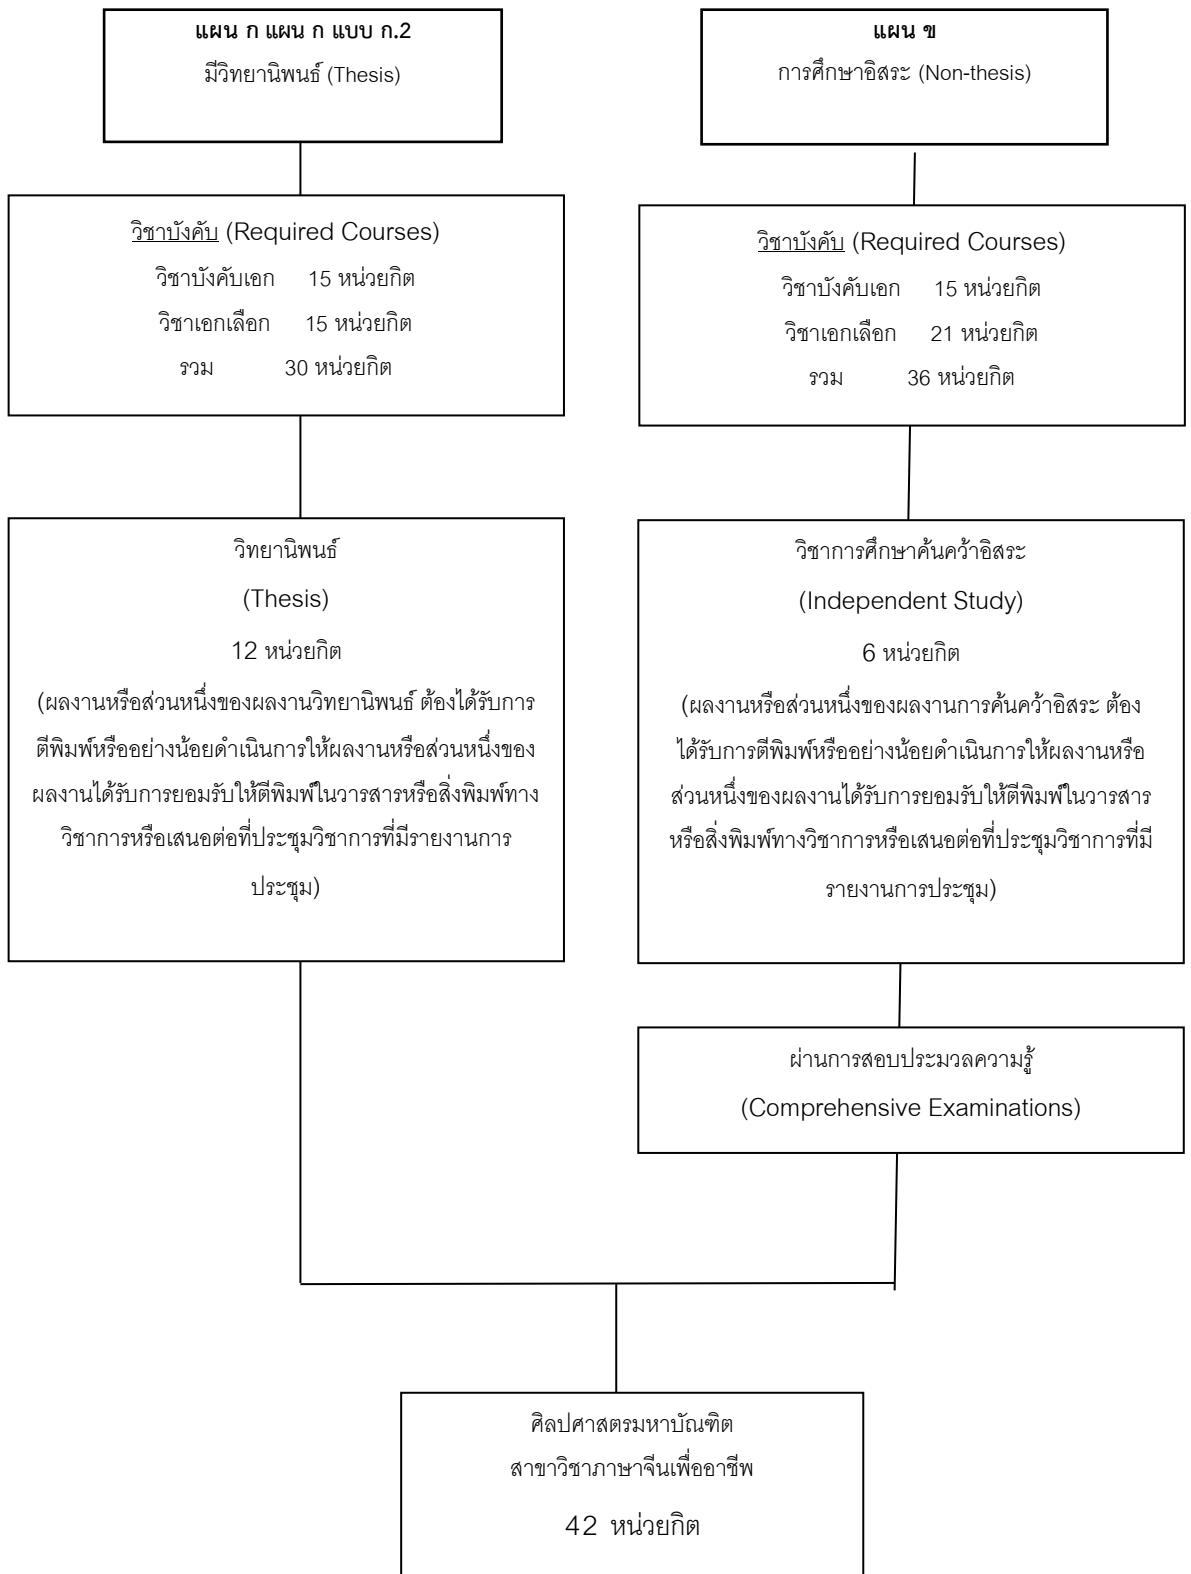 แผน ก แผน ก แบบ ก.2
มีวิทยานิพนธ์ (Thesis)
วิชาบังคับ (Required Courses)
วิชาบังคับเอก 15 หน่วยกิต
วิชาเอกเลือก 15 หน่วยกิต
รวม 30 หน่วยกิต
วิทยานิพนธ์
(Thesis)
12 หน่วยกิต
(ผลงานหรือส่วนหนึ่งของผลงานวิทยานิพนธ์ ต้องได้รับการ
ตีพิมพ์หรืออย่างน้อยดำเนินการให้ผลงานหรือส่วนหนึ่งของ
ผลงานได้รับการยอมรับให้ตีพิมพ์ในวารสารหรือสิ่งพิมพ์ทาง
วิชาการหรือเสนอต่อที่ประชุมวิชาการที่มีรายงานการ
ประชุม)
แผน ข
การศึกษาอิสระ (Non-thesis)
วิชาบังคับ (Required Courses)
วิชาบังคับเอก 15 หน่วยกิต
วิชาเอกเลือก 21 หน่วยกิต
รวม 36 หน่วยกิต
วิชาการศึกษาค้นคว้าอิสระ
(Independent Study)
6 หน่วยกิต
(ผลงานหรือส่วนหนึ่งของผลงานการค้นคว้าอิสระ ต้อง
ได้รับการตีพิมพ์หรืออย่างน้อยดำเนินการให้ผลงานหรือ
ส่วนหนึ่งของผลงานได้รับการยอมรับให้ตีพิมพ์ในวารสาร
หรือสิ่งพิมพ์ทางวิชาการหรือเสนอต่อที่ประชุมวิชาการที่มี
รายงานการประชุม)
ผ่านการสอบประมวลความรู้
(Comprehensive Examinations)
ศิลปศาสตรมหาบัณฑิต
สาขาวิชาภาษาจีนเพื่ออาชีพ
42 หน่วยกิต